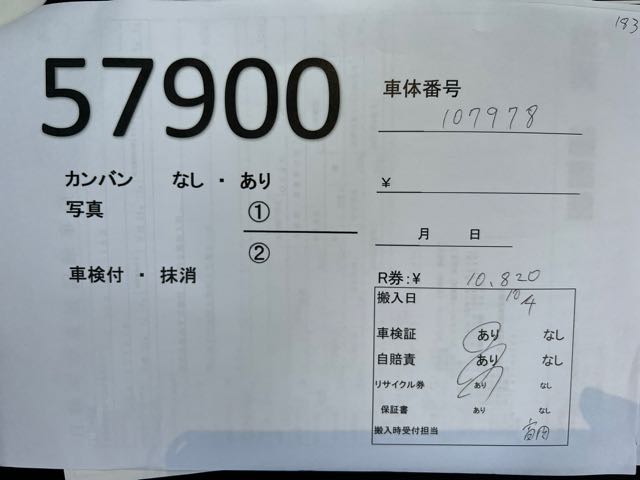 183
57900
車体番号
107978
カンバン なし ・ あり
¥
写真 ①
②
月 日
車検付 ・ 抹消
R券:¥ 10,820
搬入日 10/4
車検証 あり なし
自賠責 あり なし
リサイクル券 あり なし
保証書 あり なし
搬入時受付担当